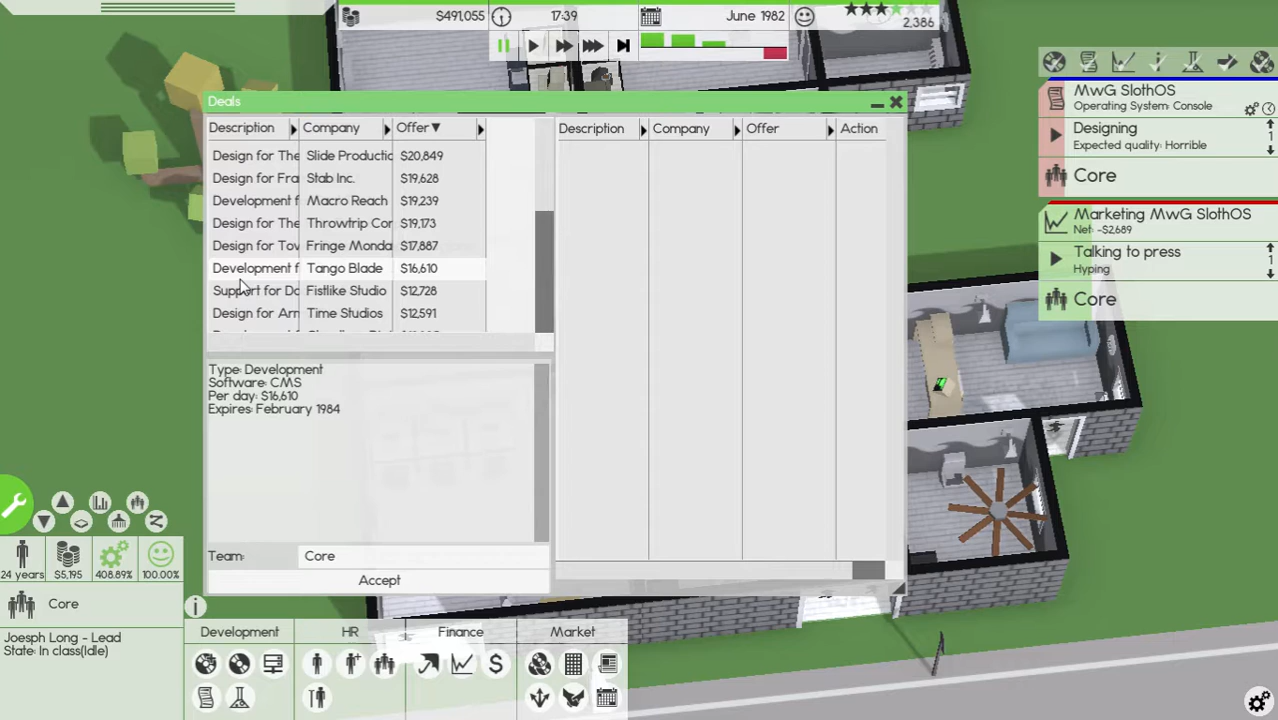 $491,055
17:39
June 1982
2,386
Deals
Description
Company
Offer
Description
Company
Offer
Action
Design for The Slide Productic $20,849
Design for Fra Stab Inc. $19,628
Development f Macro Reach $19,239
Design for The Throwtrip Cor $19,173
Design for Tov Fringe Monda $17,887
Development f Tango Blade $16,610
Support for Do Fistlike Studio $12,728
Design for Arr Time Studios $12,591
Type: Development
Software: CMS
Per day: $16,610
Expires: February 1984
Team:
Core
Accept
MwG SlothOS
Operating System: Console
Designing
Expected quality: Horrible
1
Core
Marketing MwG SlothOS
Net: -$2,689
Talking to press
Hyping
1
Core
24 years
$5,195
408.89%
100.00%
Core
Joesph Long - Lead
State: In class(Idle)
i
Development
HR
Finance
Market